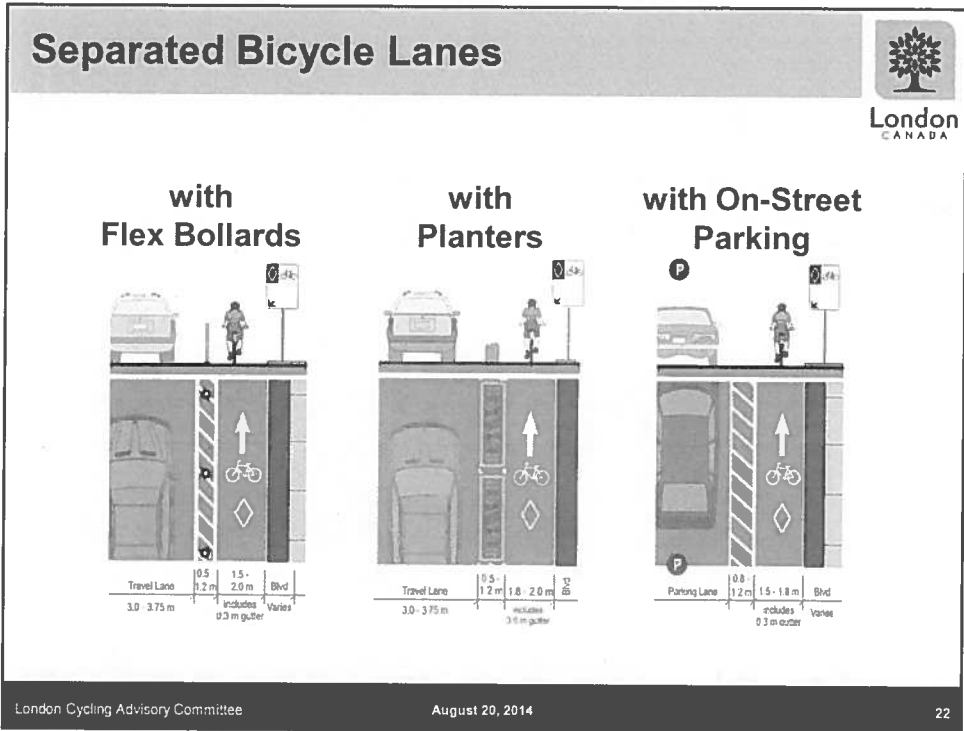 Separated Bicycle Lanes
London
CANADA
with
Flex Bollards
with
Planters
with On-Street
Parking
P
Travel Lane
0.5 -
1.2 m
1.5 -
2.0 m
Blvd
3.0 - 3.75 m
includes
0.3 m gutter
Varies
Travel Lane
0.5 -
1.2 m
1.8 - 2.0 m
Blvd
3.0 - 3.75 m
includes
m gutter
P
Parking Lane
0.8 -
1.2 m
1.5 - 1.8 m
Blvd
includes
0.3 m gutter
Varies
London Cycling Advisory Committee
August 20, 2014
22